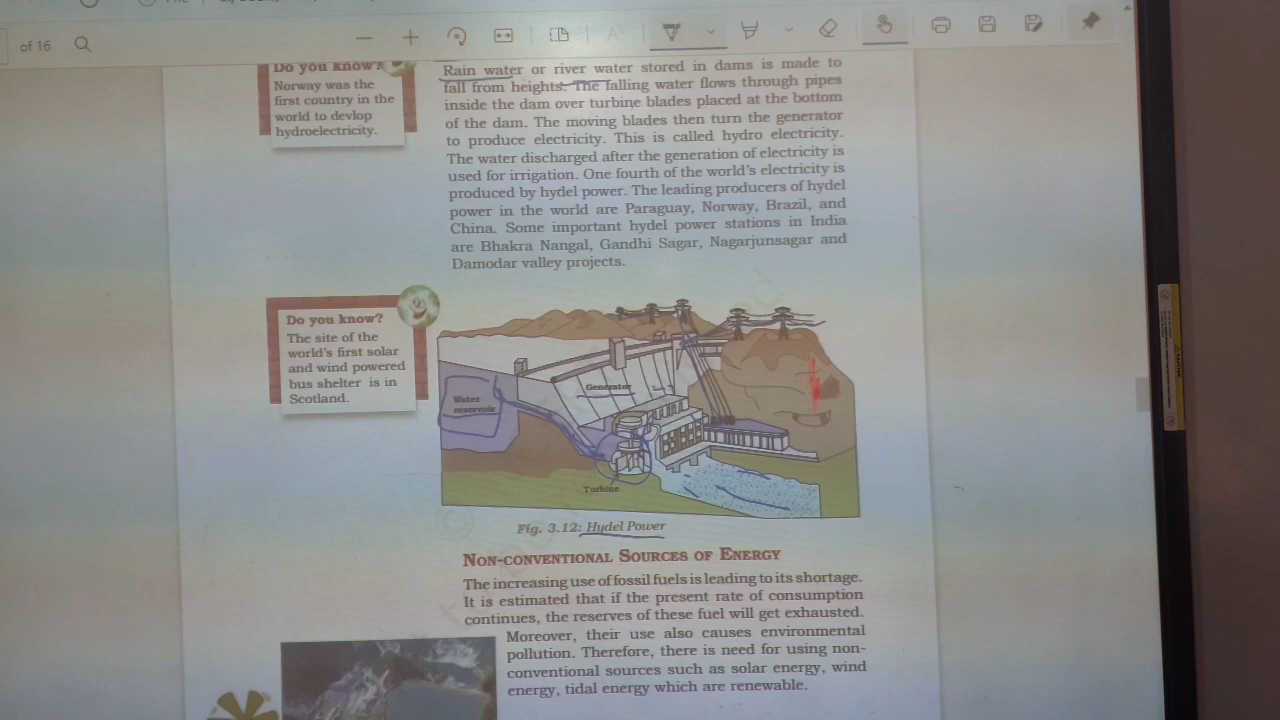 of 16
Do you know?
Norway was the
first country in the
world to devlop
hydroelectricity.
Rain water or river water stored in dams is made to
fall from heights. The falling water flows through pipes
inside the dam over turbine blades placed at the bottom
of the dam. The moving blades then turn the generator
to produce electricity. This is called hydro electricity.
The water discharged after the generation of electricity is
used for irrigation. One fourth of the world's electricity is
produced by hydel power. The leading producers of hydel
power in the world are Paraguay, Norway, Brazil, and
China. Some important hydel power stations in India
are Bhakra Nangal, Gandhi Sagar, Nagarjunsagar and
Damodar valley projects.
Do you know?
The site of the
world's first solar
and wind powered
bus shelter is in
Scotland.
Generator
Water
reservoir
Turbine
Fig. 3.12: Hydel Power
NON-CONVENTIONAL SOURCES OF ENERGY
The increasing use of fossil fuels is leading to its shortage.
It is estimated that if the present rate of consumption
continues, the reserves of these fuel will get exhausted.
Moreover, their use also causes environmental
pollution. Therefore, there is need for using non-
conventional sources such as solar energy, wind
energy, tidal energy which are renewable.
CAUTION